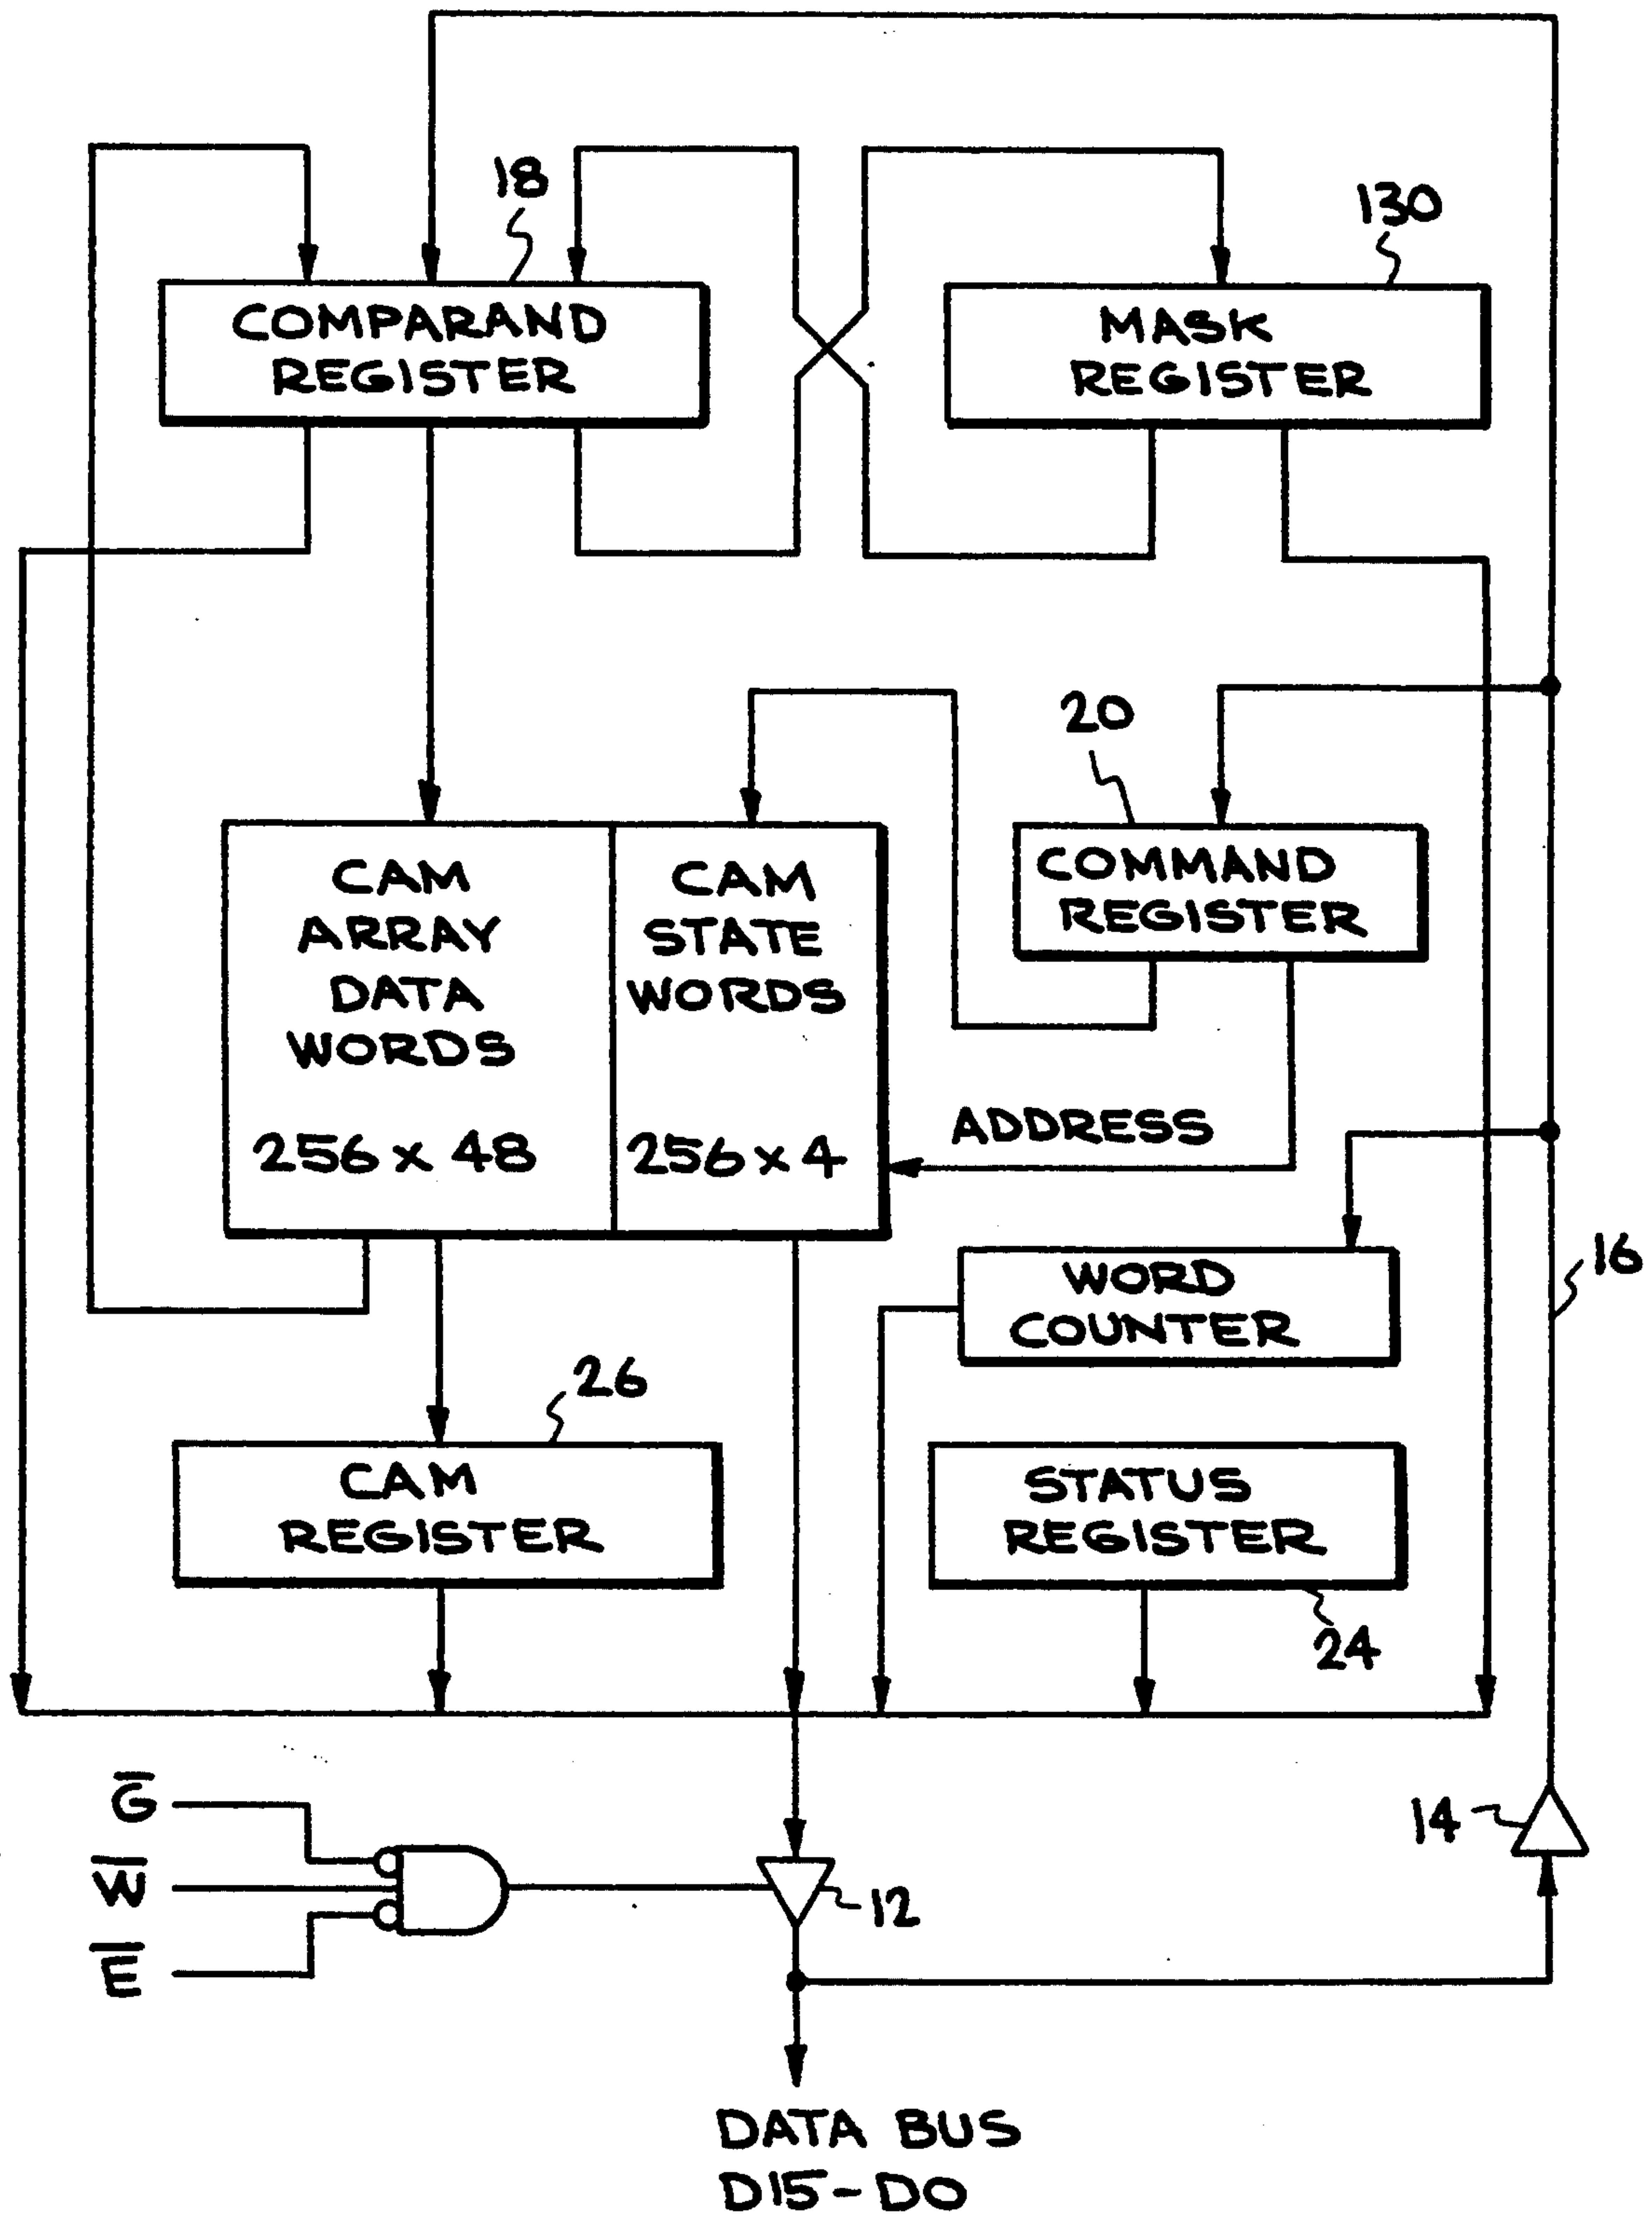 18
130
COMPARAND
REGISTER
MASK
REGISTER
20
COMMAND
REGISTER
CAM
ARRAY
DATA
WORDS
256 x 48
CAM
STATE
WORDS
256 x 4
ADDRESS
WORD
COUNTER
16
26
CAM
REGISTER
STATUS
REGISTER
24
G̅
W̅
E̅
14
12
DATA BUS
D15-D0